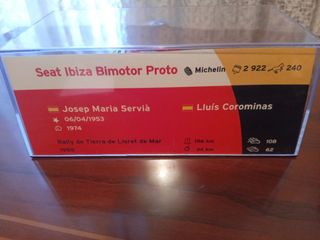 Seat Ibiza Bimotor Proto Michelin 2 922 240
Josep Maria Servià Lluís Corominas
06/04/1953
1974
Rally de Tierra de Lloret de Mar
108
62